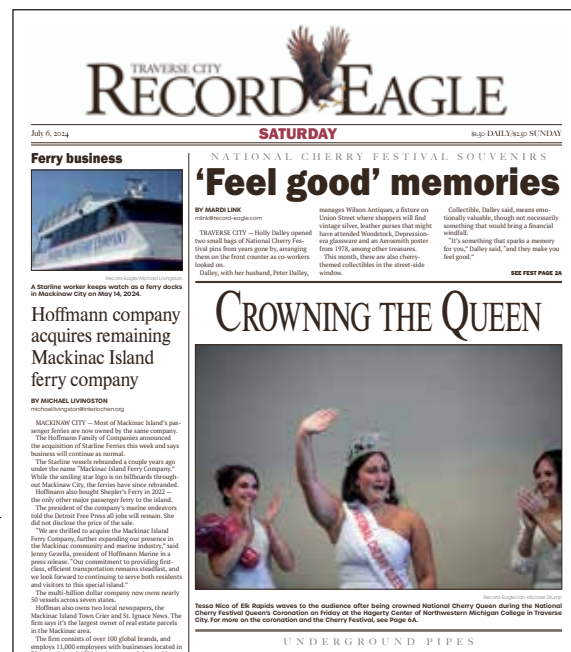 TRAVERSE CITY
RECORD EAGLE
July 6, 2024
SATURDAY
$1.50 DAILY/$2.50 SUNDAY
Ferry business
Record-Eagle/Michael Livingston
A Starline worker keeps watch as a ferry docks
in Mackinaw City on May 14, 2024.
Hoffmann company
acquires remaining
Mackinac Island
ferry company
BY MICHAEL LIVINGSTON
michaellivingston@interlochen.org
MACKINAW CITY — Most of Mackinac Island's pas-
senger ferries are now owned by the same company.
The Hoffmann Family of Companies announced
the acquisition of Starline Ferries this week and says
business will continue as normal.
The Starline vessels rebranded a couple years ago
under the name "Mackinac Island Ferry Company."
While the smiling star logo is on billboards through-
out Mackinaw City, the ferries have since rebranded.
Hoffmann also bought Shepler's Ferry in 2022 —
the only other major passenger ferry to the island.
The president of the company's marine endeavors
told the Detroit Free Press all jobs will remain. She
did not disclose the price of the sale.
"We are thrilled to acquire the Mackinac Island
Ferry Company, further expanding our presence in
the Mackinac community and marine industry," said
Jenny Gezella, president of Hoffmann Marine in a
press release. "Our commitment to providing first-
class, efficient transportation remains steadfast, and
we look forward to continuing to serve both residents
and visitors to this special island."
The multi-billion dollar company now owns nearly
50 vessels across seven states.
Hoffman also owns two local newspapers, the
Mackinac Island Town Crier and St. Ignace News. The
firm says it's the largest owner of real estate parcels
in the Mackinac area.
The firm consists of over 100 global brands, and
employs 11,000 employees with businesses located in
NATIONAL CHERRY FESTIVAL SOUVENIRS
'Feel good' memories
BY MARDI LINK
mlink@record-eagle.com
TRAVERSE CITY — Holly Dalley opened
two small bags of National Cherry Fes-
tival pins from years gone by, arranging
them on the front counter as co-workers
looked on.
Dalley, with her husband, Peter Dalley,
manages Wilson Antiques, a fixture on
Union Street where shoppers will find
vintage silver, leather purses that might
have attended Woodstock, Depression-
era glassware and an Aerosmith poster
from 1978, among other treasures.
This month, there are also cherry-
themed collectibles in the street-side
window.
Collectible, Dalley said, means emo-
tionally valuable, though not necessarily
something that would bring a financial
windfall.
"It's something that sparks a memory
for you," Dalley said, "and they make you
feel good."
SEE FEST PAGE 2A
CROWNING THE QUEEN
Record-Eagle/Jan-Michael Stump
Tessa Nico of Elk Rapids waves to the audience after being crowned National Cherry Queen during the National
Cherry Festival Queen's Coronation on Friday at the Hagerty Center of Northwestern Michigan College in Traverse
City. For more on the coronation and the Cherry Festival, see Page 6A.
UNDERGROUND PIPES